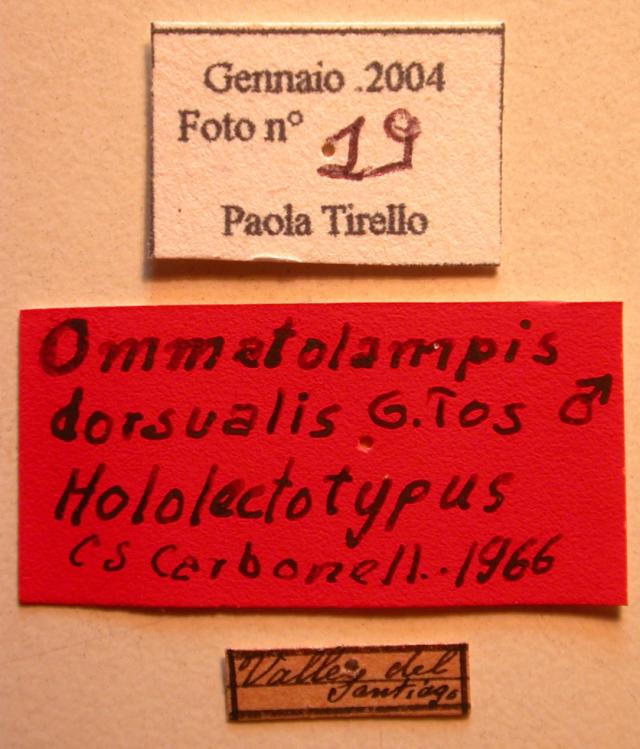 Gennaio .2004
Foto n° 19
Paola Tirello
Ommatolampis
dorsualis G.Tos ♂
Hololectotypus
CS Carbonell.-1966
Valle del
Santiago